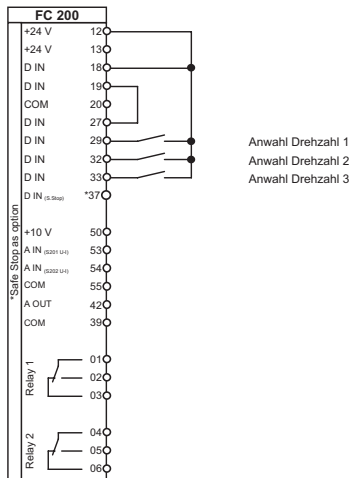 FC 200
+24 V 12
+24 V 13
D IN 18
D IN 19
COM 20
D IN 27
D IN 29 Anwahl Drehzahl 1
D IN 32 Anwahl Drehzahl 2
D IN 33 Anwahl Drehzahl 3
D IN (S.Stop) *37
+10 V 50
A IN (S201 U-I) 53
A IN (S202 U-I) 54
COM 55
A OUT 42
COM 39
*Safe Stop as option
Relay 1
01
02
03
Relay 2
04
05
06